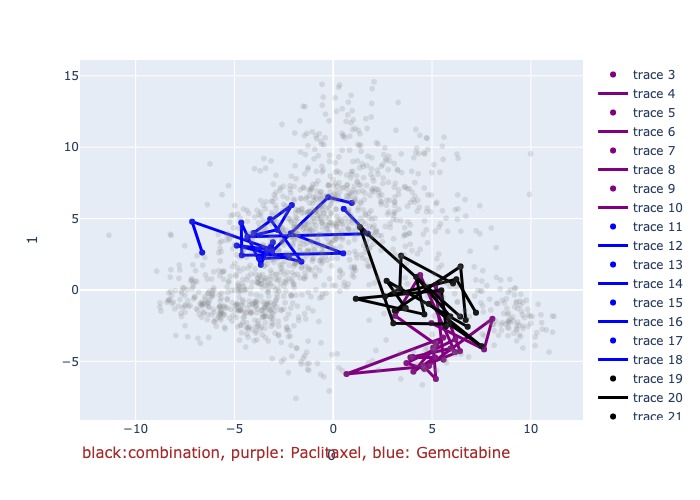 15
10
5
0
−5
1
−10
−5
0
5
10
0
black:combination, purple: Paclitaxel, blue: Gemcitabine
trace 3
trace 4
trace 5
trace 6
trace 7
trace 8
trace 9
trace 10
trace 11
trace 12
trace 13
trace 14
trace 15
trace 16
trace 17
trace 18
trace 19
trace 20
trace 21